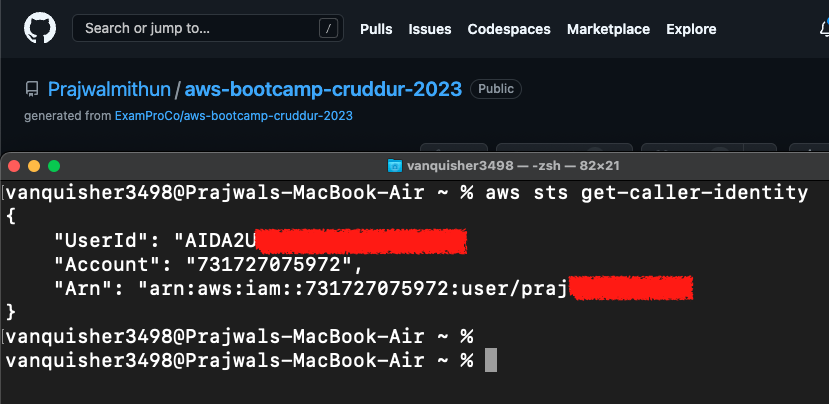 Search or jump to... /
Pulls Issues Codespaces Marketplace Explore
Prajwalmithun / aws-bootcamp-cruddur-2023 Public
generated from ExamProCo/aws-bootcamp-cruddur-2023
vanquisher3498 — -zsh — 82×21
vanquisher3498@Prajwals-MacBook-Air ~ % aws sts get-caller-identity
{
"UserId": "AIDA2U
"Account": "731727075972",
"Arn": "arn:aws:iam::731727075972:user/praj
}
vanquisher3498@Prajwals-MacBook-Air ~ %
vanquisher3498@Prajwals-MacBook-Air ~ %